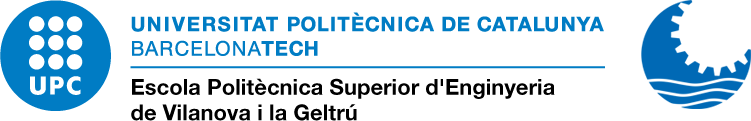 UPC
UNIVERSITAT POLITÈCNICA DE CATALUNYA
BARCELONATECH
Escola Politècnica Superior d'Enginyeria
de Vilanova i la Geltrú